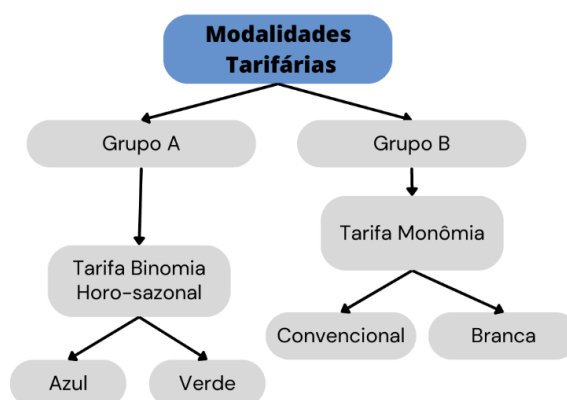 Modalidades
Tarifárias
Grupo A
Grupo B
Tarifa Monômia
Tarifa Binomia
Horo-sazonal
Convencional
Branca
Azul
Verde